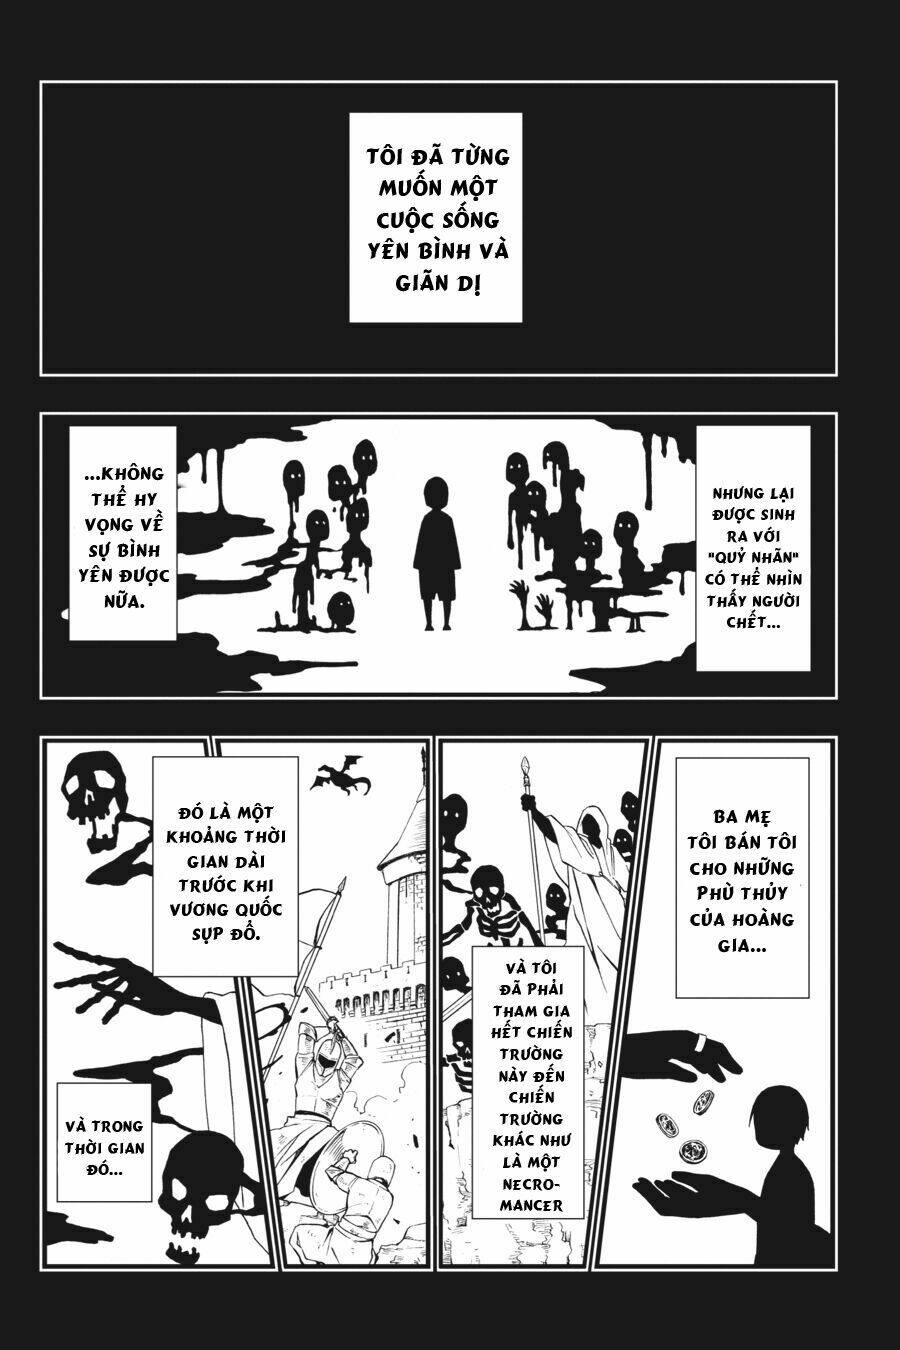 TÔI ĐÃ TỪNG
MUỐN MỘT
CUỘC SỐNG
YÊN BÌNH VÀ
GIÃN DỊ
NHƯNG LẠI
ĐƯỢC SINH
RA VỚI
"QUỶ NHÃN"
CÓ THỂ NHÌN
THẤY NGƯỜI
CHẾT...
...KHÔNG
THỂ HY
VỌNG VỀ
SỰ BÌNH
YÊN ĐƯỢC
NỮA.
BA MẸ
TÔI BÁN TÔI
CHO NHỮNG
PHÙ THỦY
CỦA HOÀNG
GIA...
VÀ TÔI
ĐÃ PHẢI
THAM GIA
HẾT CHIẾN
TRƯỜNG
NÀY ĐẾN
CHIẾN
TRƯỜNG
KHÁC NHƯ
LÀ MỘT
NECRO-
MANCER
ĐÓ LÀ MỘT
KHOẢNG THỜI
GIAN DÀI
TRƯỚC KHI
VƯƠNG QUỐC
SỤP ĐỔ.
VÀ TRONG
THỜI GIAN
ĐÓ...